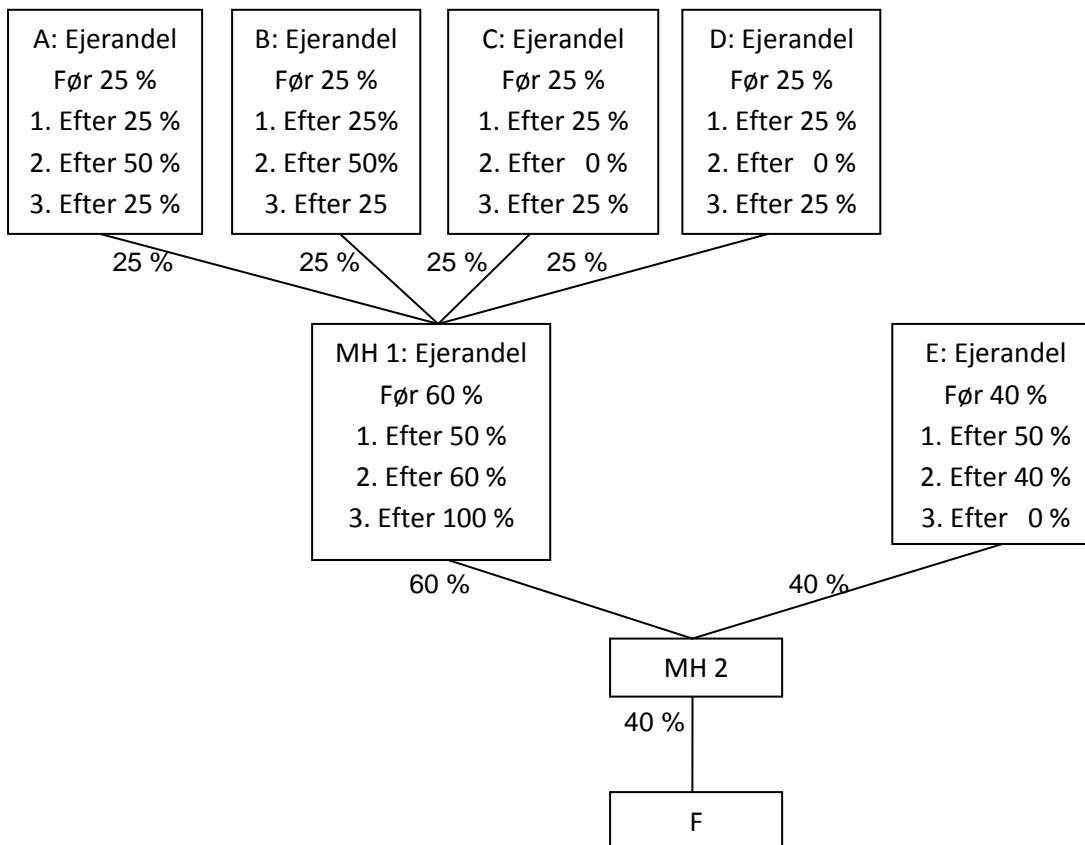 A: Ejerandel
Før 25 %
1. Efter 25 %
2. Efter 50 %
3. Efter 25 %
B: Ejerandel
Før 25 %
1. Efter 25%
2. Efter 50%
3. Efter 25
C: Ejerandel
Før 25 %
1. Efter 25 %
2. Efter   0 %
3. Efter 25 %
D: Ejerandel
Før 25 %
1. Efter 25 %
2. Efter   0 %
3. Efter 25 %
25 %
25 %
25 %
25 %
MH 1: Ejerandel
Før 60 %
1. Efter 50 %
2. Efter 60 %
3. Efter 100 %
E: Ejerandel
Før 40 %
1. Efter 50 %
2. Efter 40 %
3. Efter   0 %
60 %
40 %
MH 2
40 %
F